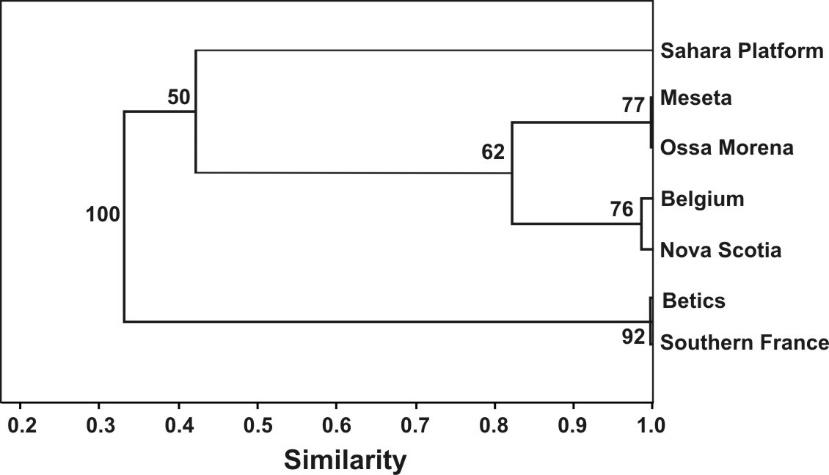 Sahara Platform
50
Meseta
77
Ossa Morena
62
Belgium
76
100
Nova Scotia
Betics
92
Southern France
0.2 0.3 0.4 0.5 0.6 0.7 0.8 0.9 1.0
Similarity